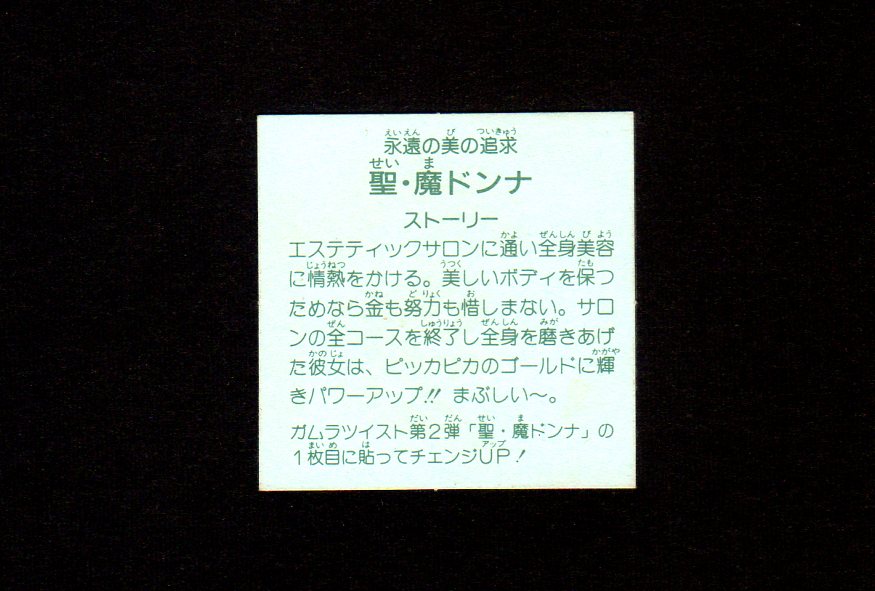 永遠の美の追求
聖・魔ドンナ
ストーリー
エステティックサロンに通い全身美容
に情熱をかける。美しいボディを保つ
ためなら金も努力も惜しまない。サロ
ンの全コースを終了し全身を磨きあげ
た彼女は、ピッカピカのゴールドに輝
きパワーアップ!! まぶしい〜。
ガムラツイスト第2弾「聖・魔ドンナ」の
1枚目に貼ってチェンジUP!